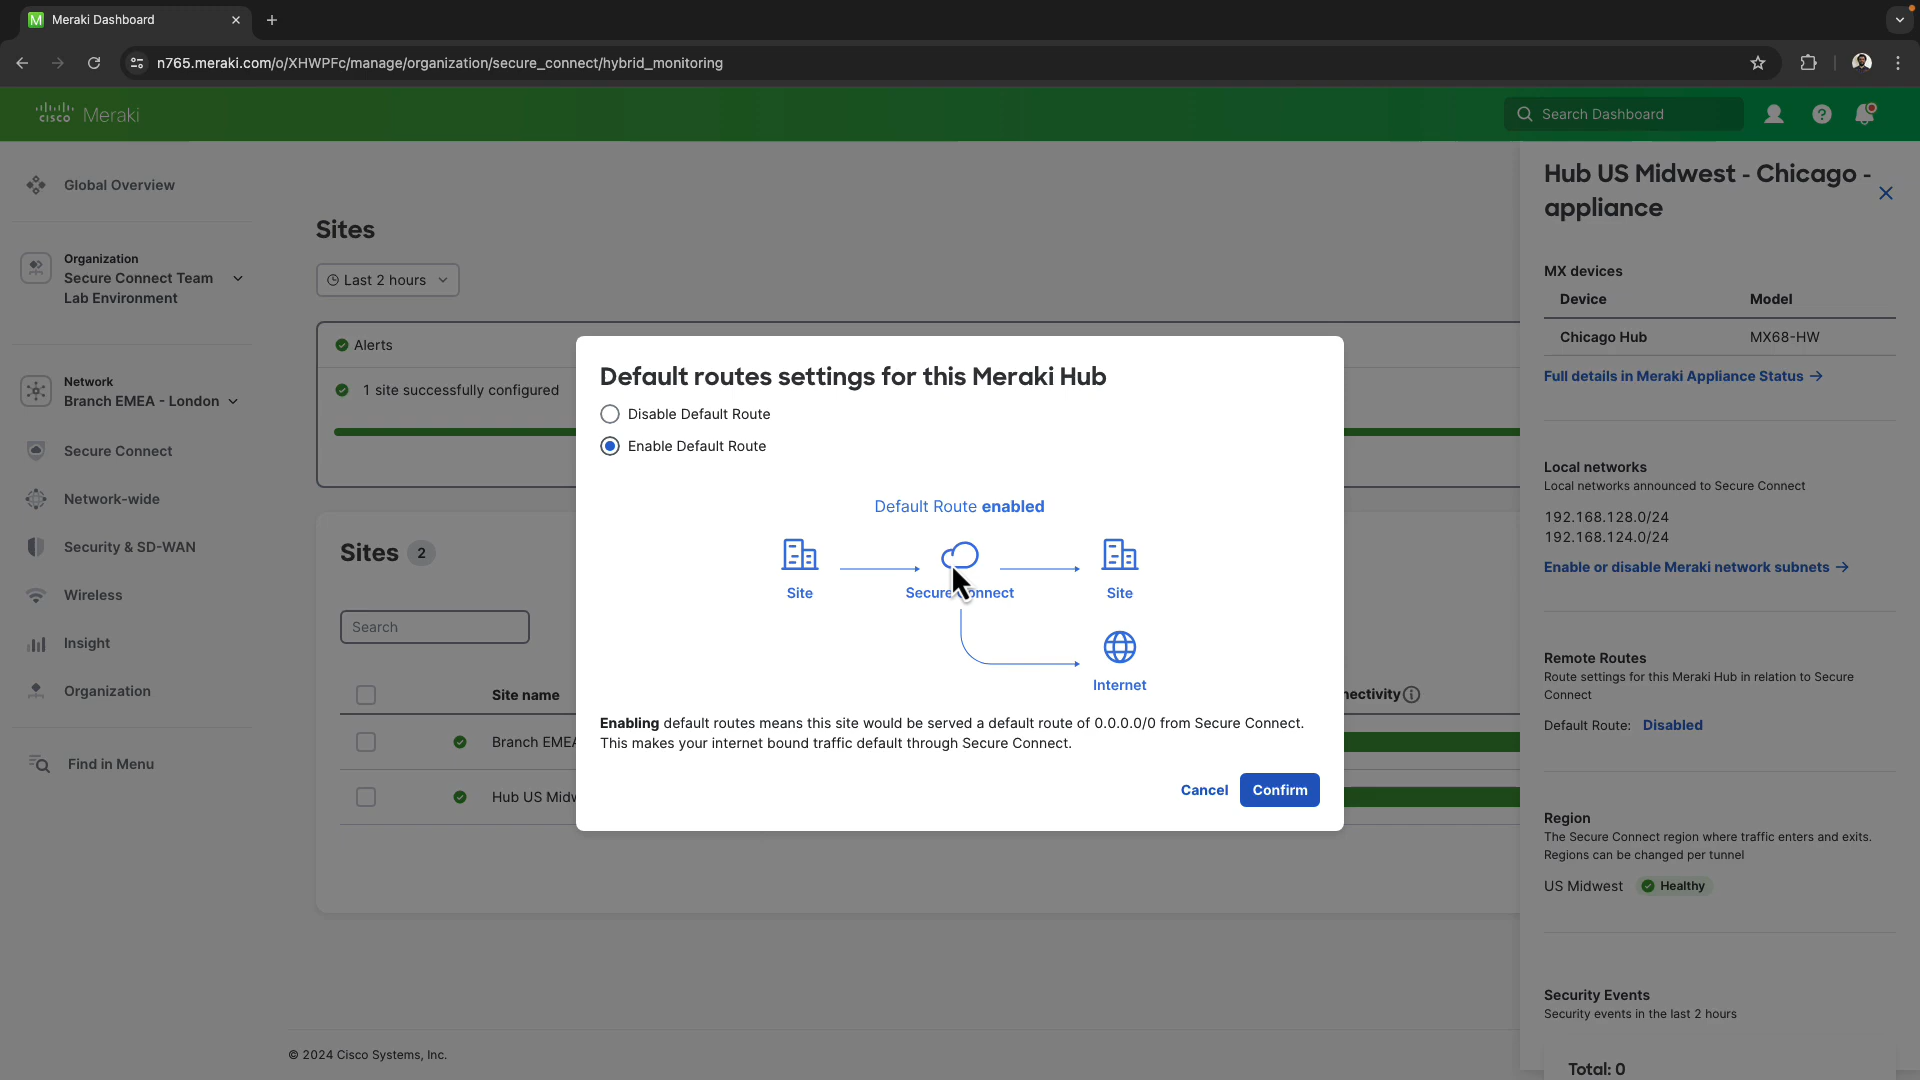 Meraki Dashboard
n765.meraki.com/o/XHWPFc/manage/organization/secure_connect/hybrid_monitoring
CISCO Meraki
Search Dashboard
Global Overview
Organization
Secure Connect Team
Lab Environment
Network
Branch EMEA - London
Secure Connect
Network-wide
Security & SD-WAN
Wireless
Insight
Organization
Find in Menu
Sites
Last 2 hours
Alerts
1 site successfully configured
Sites 2
Search
Site name
nectivity
Branch EMEA
Hub US Midw
© 2024 Cisco Systems, Inc.
Default routes settings for this Meraki Hub
Disable Default Route
Enable Default Route
Default Route enabled
Site
Secure Connect
Site
Internet
Enabling default routes means this site would be served a default route of 0.0.0.0/0 from Secure Connect.
This makes your internet bound traffic default through Secure Connect.
Cancel
Confirm
Hub US Midwest - Chicago -
appliance
MX devices
Device Model
Chicago Hub MX68-HW
Full details in Meraki Appliance Status
Local networks
Local networks announced to Secure Connect
192.168.128.0/24
192.168.124.0/24
Enable or disable Meraki network subnets
Remote Routes
Route settings for this Meraki Hub in relation to Secure
Connect
Default Route: Disabled
Region
The Secure Connect region where traffic enters and exits.
Regions can be changed per tunnel
US Midwest Healthy
Security Events
Security events in the last 2 hours
Total: 0